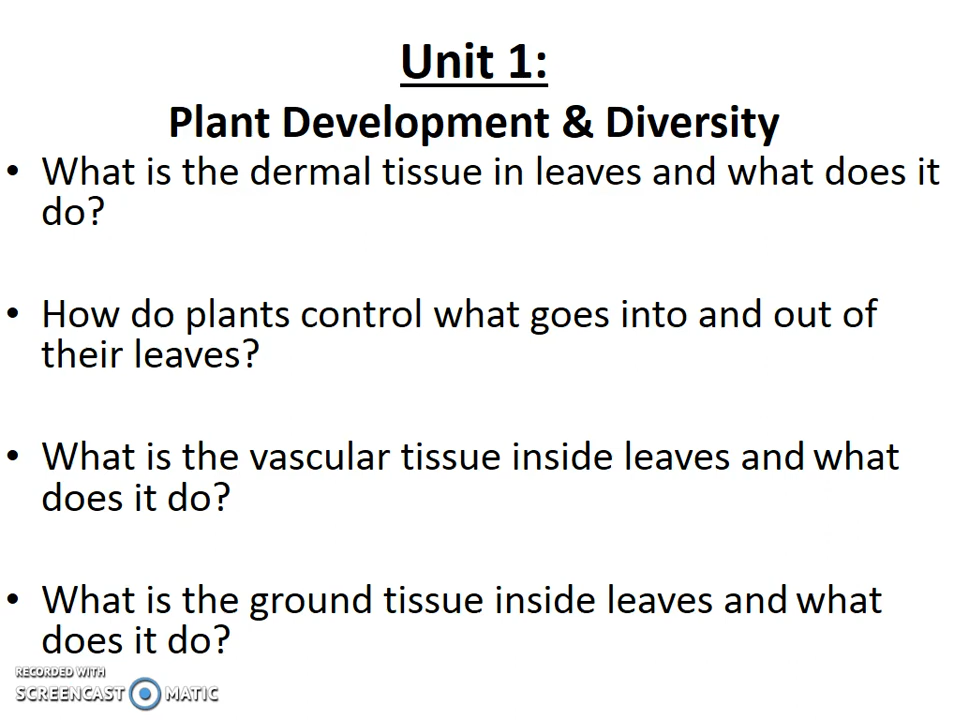 Unit 1:
Plant Development & Diversity
• What is the dermal tissue in leaves and what does it
do?
• How do plants control what goes into and out of
their leaves?
• What is the vascular tissue inside leaves and what
does it do?
• What is the ground tissue inside leaves and what
does it do?
RECORDED WITH
SCREENCAST MATIC